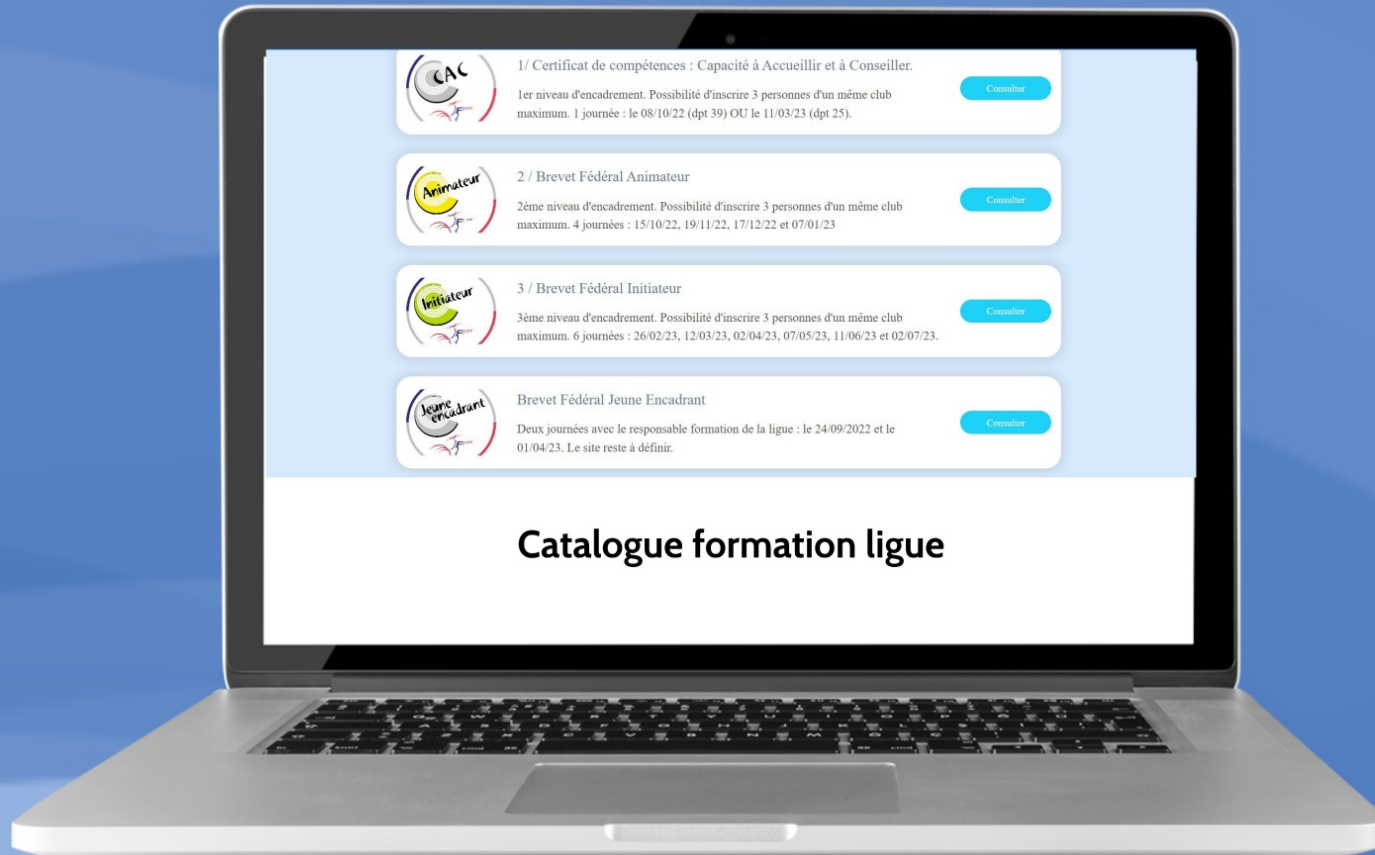 CAC
1/ Certificat de compétences : Capacité à Accueillir et à Conseiller.
1er niveau d'encadrement. Possibilité d'inscrire 3 personnes d'un même club
maximum. 1 journée : le 08/10/22 (dpt 39) OU le 11/03/23 (dpt 25).
Consulter
Animateur
2 / Brevet Fédéral Animateur
2ème niveau d'encadrement. Possibilité d'inscrire 3 personnes d'un même club
maximum. 4 journées : 15/10/22, 19/11/22, 17/12/22 et 07/01/23
Consulter
Initiateur
3 / Brevet Fédéral Initiateur
3ème niveau d'encadrement. Possibilité d'inscrire 3 personnes d'un même club
maximum. 6 journées : 26/02/23, 12/03/23, 02/04/23, 07/05/23, 11/06/23 et 02/07/23.
Consulter
Jeune
encadrant
Brevet Fédéral Jeune Encadrant
Deux journées avec le responsable formation de la ligue : le 24/09/2022 et le
01/04/23. Le site reste à définir.
Consulter
Catalogue formation ligue